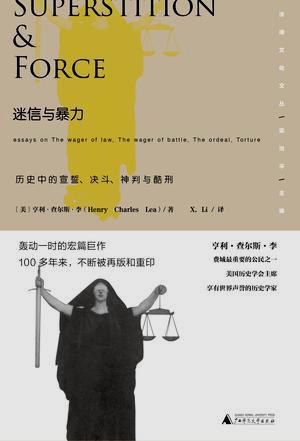 SUPERSTITION
&
FORCE
迷信与暴力
essays on The wager of law, The wager of battle, The ordeal, Torture
历史中的宣誓、决斗、神判与酷刑
[美]亨利·查尔斯·李(Henry Charles Lea)/著 X. Li/译
轰动一时的宏篇巨作
100多年来,不断被再版和重印
亨利·查尔斯·李
费城最重要的公民之一
美国历史学会主席
享有世界声誉的历史学家
广西师范大学出版社